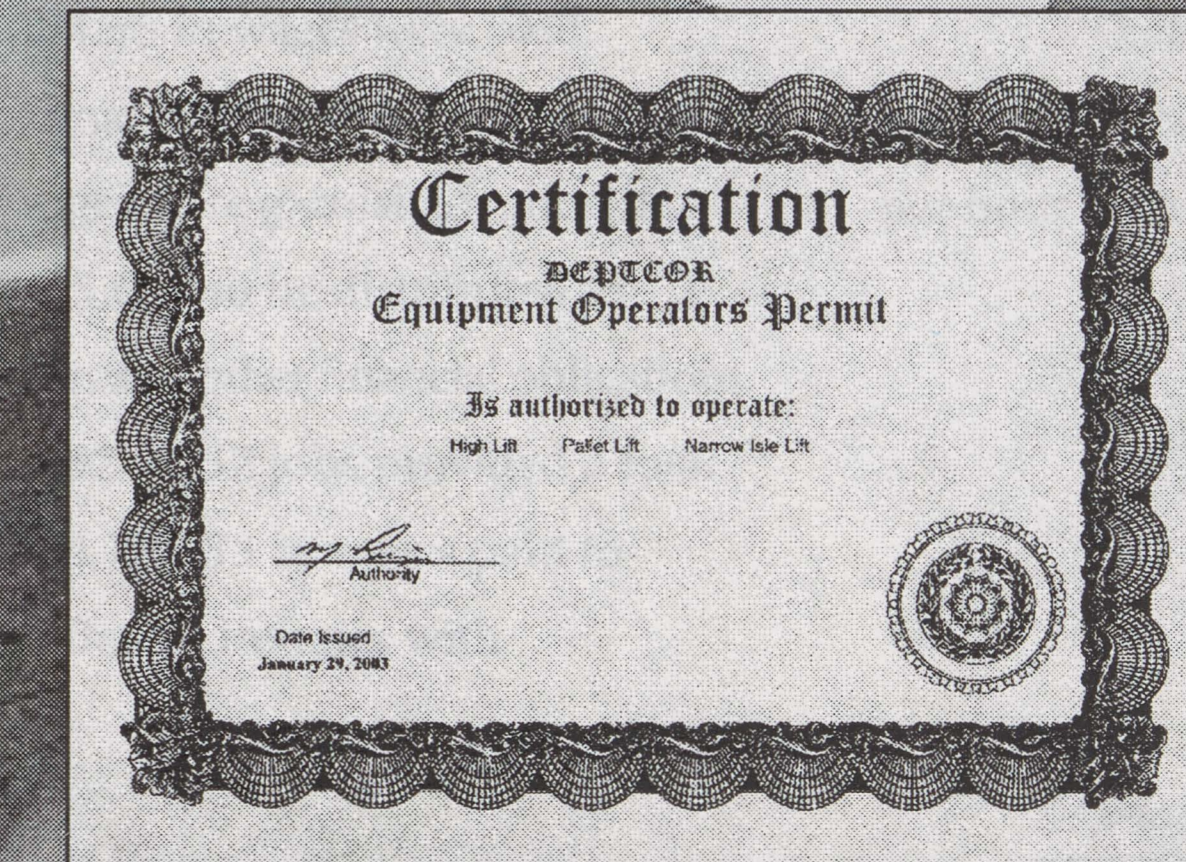 Certification
DEPTCOR
Equipment Operators Permit
Is authorized to operate:
High Lift Pallet Lift Narrow Isle Lift
Authority
Date Issued
January 29, 2003